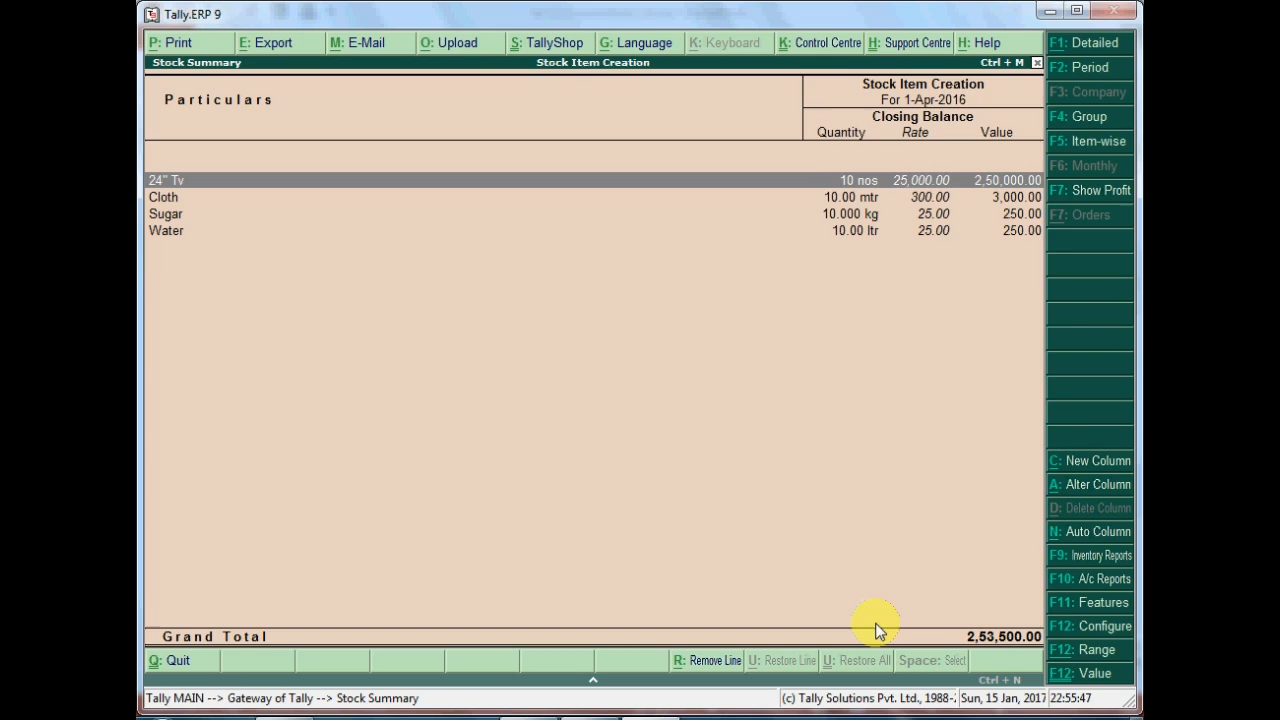 Tally.ERP 9
P: Print E: Export M: E-Mail O: Upload S: TallyShop G: Language K: Keyboard K: Control Centre H: Support Centre H: Help
Stock Summary Stock Item Creation Ctrl + M
Particulars
Stock Item Creation
For 1-Apr-2016
Closing Balance
Quantity Rate Value
24" Tv 10 nos 25,000.00 2,50,000.00
Cloth 10.00 mtr 300.00 3,000.00
Sugar 10.000 kg 25.00 250.00
Water 10.00 ltr 25.00 250.00
Grand Total 2,53,500.00
F1: Detailed
F2: Period
F3: Company
F4: Group
F5: Item-wise
F6: Monthly
F7: Show Profit
F7: Orders
C: New Column
A: Alter Column
D: Delete Column
N: Auto Column
F9: Inventory Reports
F10: A/c Reports
F11: Features
F12: Configure
F12: Range
F12: Value
Q: Quit R: Remove Line U: Restore Line U: Restore All Space: Select
Ctrl + N
Tally MAIN --> Gateway of Tally --> Stock Summary (c) Tally Solutions Pvt. Ltd., 1988- Sun, 15 Jan, 2017 22:55:47